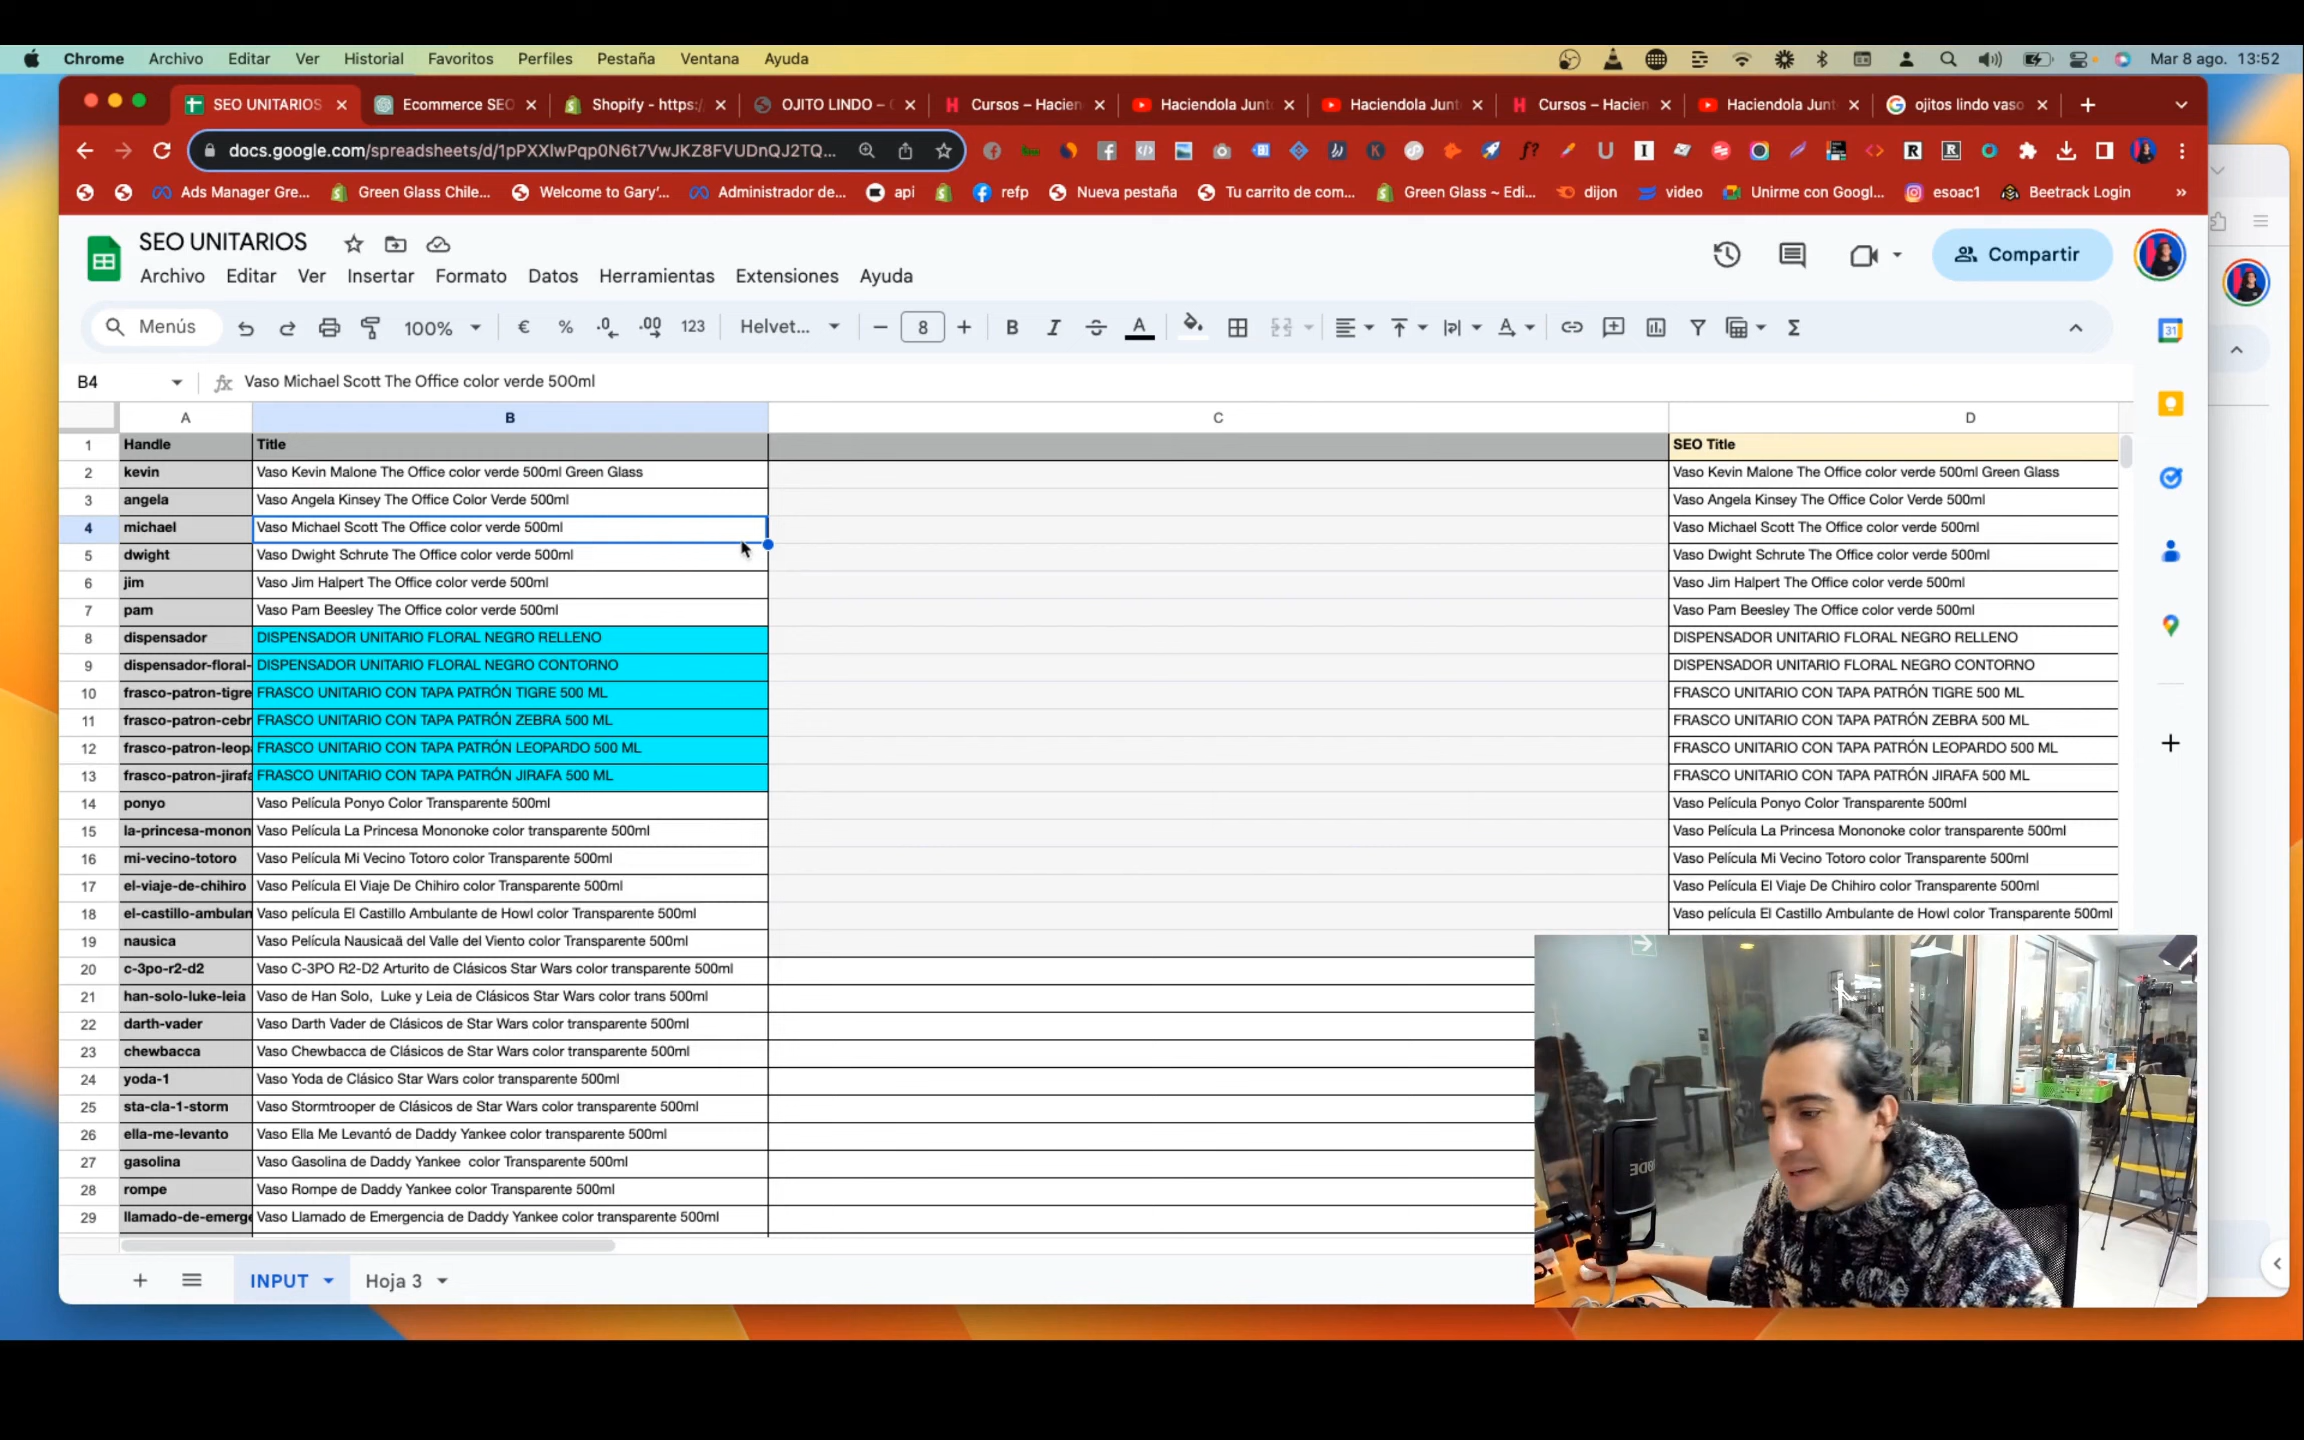 Chrome Archivo Editar Ver Historial Favoritos Perfiles Pestaña Ventana Ayuda Mar 8 ago. 13:52
SEO UNITARIOS Ecommerce SEO Shopify - https:/ OJITO LINDO – Cursos – Hacien Haciendola Junt Haciendola Junt Cursos – Hacien Haciendola Junt ojitos lindo vaso
docs.google.com/spreadsheets/d/1pPXXIwPqp0N6t7VwJKZ8FVUDnQJ2TQ...
Ads Manager Gre... Green Glass Chile... Welcome to Gary'... Administrador de... api refp Nueva pestaña Tu carrito de com... Green Glass ~ Edi... dijon video Unirme con Googl... esoac1 Beetrack Login »
SEO UNITARIOS
Archivo Editar Ver Insertar Formato Datos Herramientas Extensiones Ayuda
Compartir
Menús 100% € % .0 .00 123 Helvet... 8 B I A Σ
31
B4 fx Vaso Michael Scott The Office color verde 500ml
A B C D
1 Handle Title SEO Title
2 kevin Vaso Kevin Malone The Office color verde 500ml Green Glass Vaso Kevin Malone The Office color verde 500ml Green Glass
3 angela Vaso Angela Kinsey The Office Color Verde 500ml Vaso Angela Kinsey The Office Color Verde 500ml
4 michael Vaso Michael Scott The Office color verde 500ml Vaso Michael Scott The Office color verde 500ml
5 dwight Vaso Dwight Schrute The Office color verde 500ml Vaso Dwight Schrute The Office color verde 500ml
6 jim Vaso Jim Halpert The Office color verde 500ml Vaso Jim Halpert The Office color verde 500ml
7 pam Vaso Pam Beesley The Office color verde 500ml Vaso Pam Beesley The Office color verde 500ml
8 dispensador DISPENSADOR UNITARIO FLORAL NEGRO RELLENO DISPENSADOR UNITARIO FLORAL NEGRO RELLENO
9 dispensador-floral- DISPENSADOR UNITARIO FLORAL NEGRO CONTORNO DISPENSADOR UNITARIO FLORAL NEGRO CONTORNO
10 frasco-patron-tigre FRASCO UNITARIO CON TAPA PATRÓN TIGRE 500 ML FRASCO UNITARIO CON TAPA PATRÓN TIGRE 500 ML
11 frasco-patron-cebr FRASCO UNITARIO CON TAPA PATRÓN ZEBRA 500 ML FRASCO UNITARIO CON TAPA PATRÓN ZEBRA 500 ML
12 frasco-patron-leop FRASCO UNITARIO CON TAPA PATRÓN LEOPARDO 500 ML FRASCO UNITARIO CON TAPA PATRÓN LEOPARDO 500 ML
13 frasco-patron-jirafa FRASCO UNITARIO CON TAPA PATRÓN JIRAFA 500 ML FRASCO UNITARIO CON TAPA PATRÓN JIRAFA 500 ML
14 ponyo Vaso Película Ponyo Color Transparente 500ml Vaso Película Ponyo Color Transparente 500ml
15 la-princesa-monon Vaso Película La Princesa Mononoke color transparente 500ml Vaso Película La Princesa Mononoke color transparente 500ml
16 mi-vecino-totoro Vaso Película Mi Vecino Totoro color Transparente 500ml Vaso Película Mi Vecino Totoro color Transparente 500ml
17 el-viaje-de-chihiro Vaso Película El Viaje De Chihiro color Transparente 500ml Vaso Película El Viaje De Chihiro color Transparente 500ml
18 el-castillo-ambulan Vaso película El Castillo Ambulante de Howl color Transparente 500ml Vaso película El Castillo Ambulante de Howl color Transparente 500ml
19 nausica Vaso Película Nausicaä del Valle del Viento color Transparente 500ml
20 c-3po-r2-d2 Vaso C-3PO R2-D2 Arturito de Clásicos Star Wars color transparente 500ml
21 han-solo-luke-leia Vaso de Han Solo, Luke y Leia de Clásicos Star Wars color trans 500ml
22 darth-vader Vaso Darth Vader de Clásicos de Star Wars color transparente 500ml
23 chewbacca Vaso Chewbacca de Clásicos de Star Wars color transparente 500ml
24 yoda-1 Vaso Yoda de Clásico Star Wars color transparente 500ml
25 sta-cla-1-storm Vaso Stormtrooper de Clásicos de Star Wars color transparente 500ml
26 ella-me-levanto Vaso Ella Me Levantó de Daddy Yankee color transparente 500ml
27 gasolina Vaso Gasolina de Daddy Yankee color Transparente 500ml
28 rompe Vaso Rompe de Daddy Yankee color Transparente 500ml
29 llamado-de-emerge Vaso Llamado de Emergencia de Daddy Yankee color transparente 500ml
INPUT Hoja 3